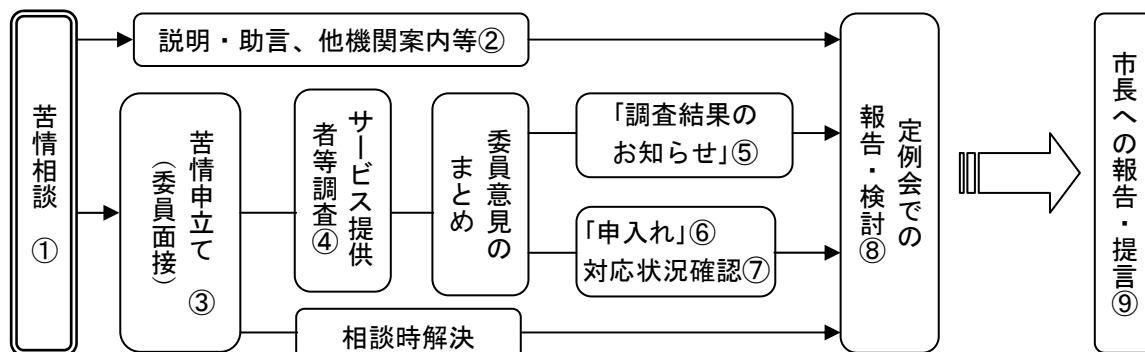 苦情相談　①
説明・助言、他機関案内等②
苦情申立て　③
（委員面接）
サービス提供
者等調査④
委員意見の
まとめ
「調査結果の
お知らせ」⑤
「申入れ」⑥
対応状況確認⑦
相談時解決
定例会での
報告・検討⑧
市長への報告・提言⑨